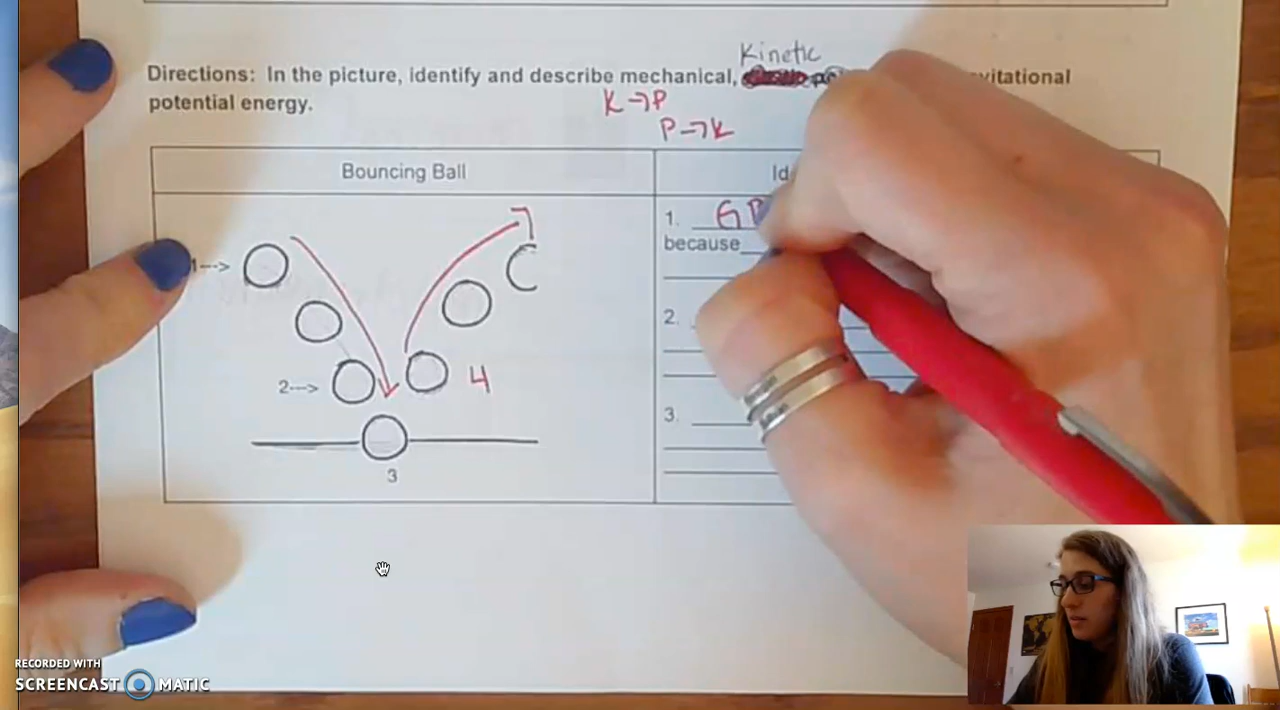 Kinetic
Directions: In the picture, identify and describe mechanical,
potential energy.
K→P
P→K
Bouncing Ball
Id
1. GP
because
1--->
2.
2--->
4
3.
3
RECORDED WITH
SCREENCAST MATIC